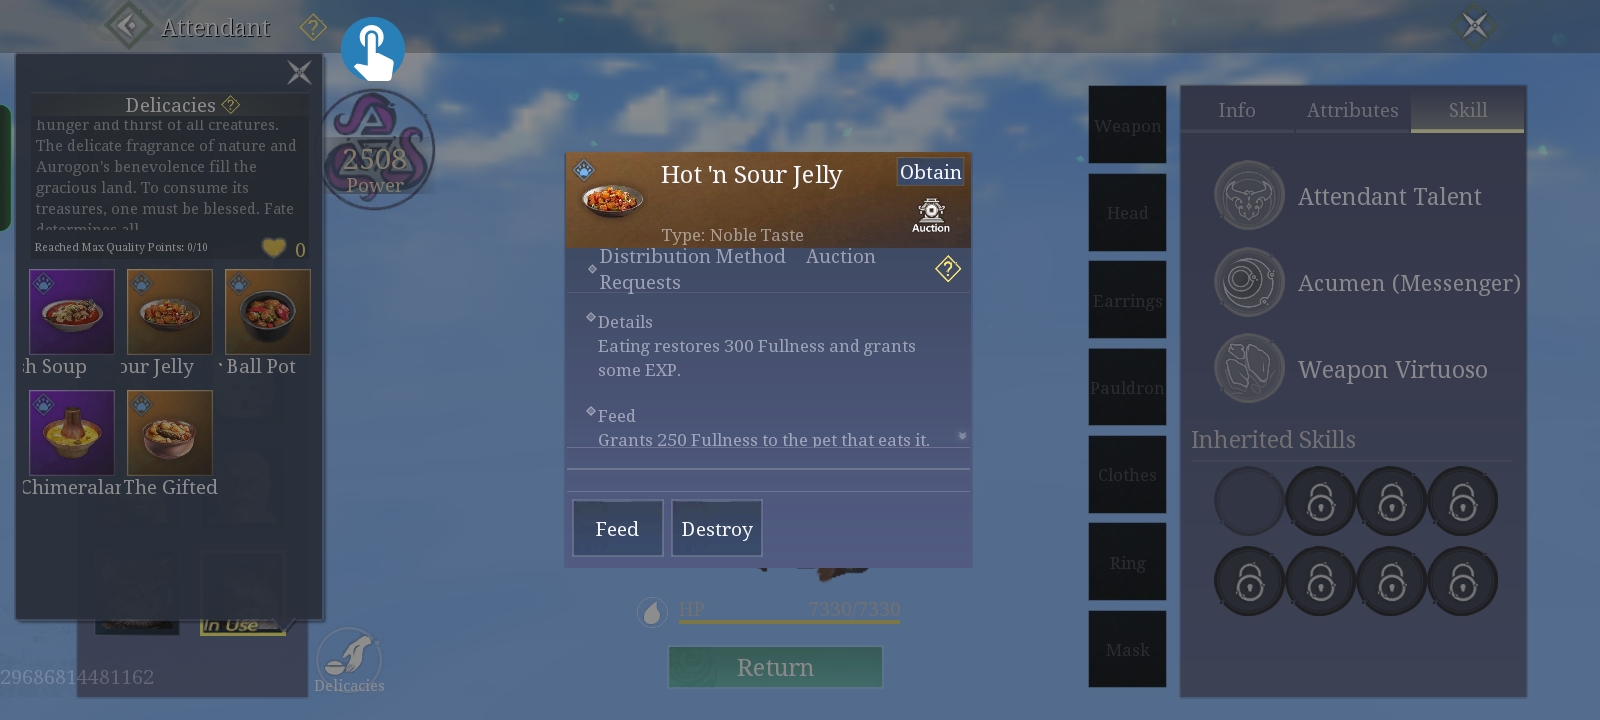 Attendant
Delicacies
hunger and thirst of all creatures.
The delicate fragrance of nature and
Aurogon's benevolence fill the
gracious land. To consume its
treasures, one must be blessed. Fate
determines all
Reached Max Quality Points: 0/10
0
h Soup
our Jelly
Ball Pot
Chimeralar
The Gifted
In Use
29686814481162
Delicacies
2508
Power
Hot 'n Sour Jelly
Obtain
Auction
Type: Noble Taste
Distribution Method Auction
Requests
Details
Eating restores 300 Fullness and grants
some EXP.
Feed
Grants 250 Fullness to the pet that eats it.
Feed
Destroy
HP 7330/7330
Return
Weapon
Head
Earrings
Pauldron
Clothes
Ring
Mask
Info
Attributes
Skill
Attendant Talent
Acumen (Messenger)
Weapon Virtuoso
Inherited Skills